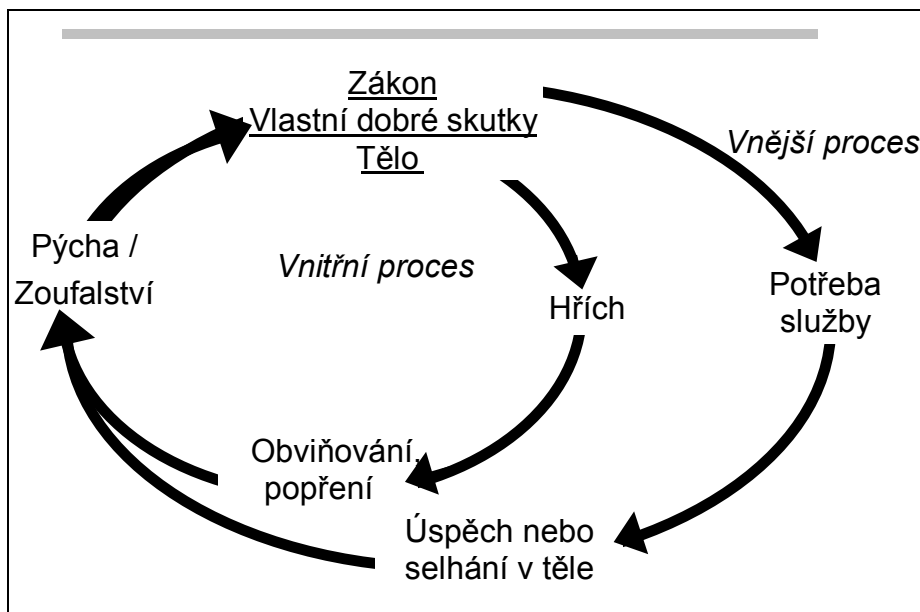 Zákon
Vlastní dobré skutky
Tělo
Vnější proces
Pýcha /
Zoufalství
Vnitřní proces
Hřích
Potřeba
služby
Obviňování,
popření
Úspěch nebo
selhání v těle